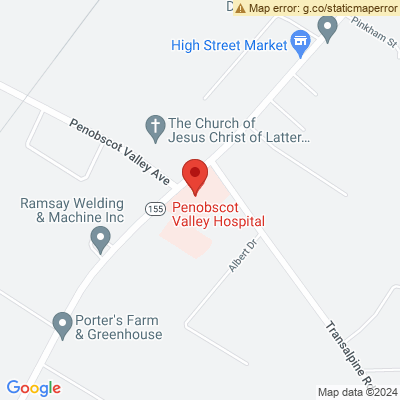 Map error: g.co/staticmaperror
D
Pinkham St
High Street Market
The Church of
Jesus Christ of Latter...
Penobscot Valley Ave
Penobscot
Valley Hospital
155
Ramsay Welding
& Machine Inc
Albert Dr
Porter's Farm
& Greenhouse
Transalpine R
Google
Map data ©2024